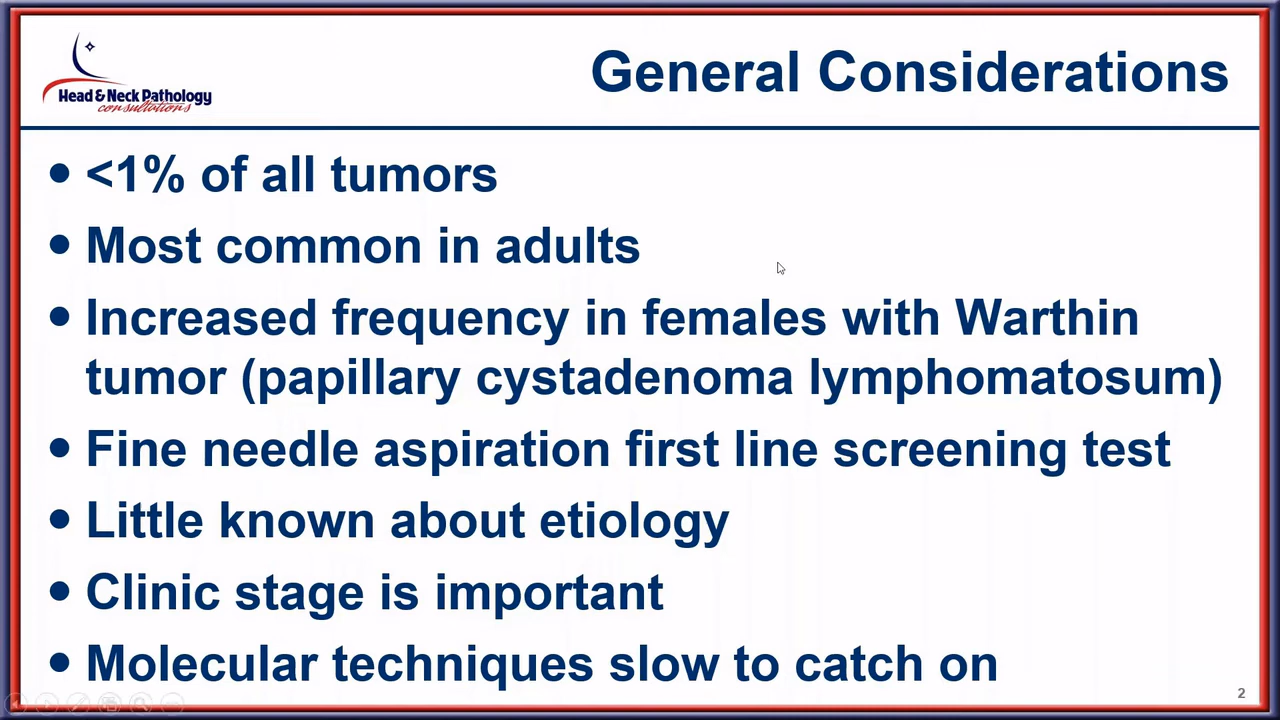 Head & Neck Pathology
consultations
General Considerations
• <1% of all tumors
• Most common in adults
• Increased frequency in females with Warthin
tumor (papillary cystadenoma lymphomatosum)
• Fine needle aspiration first line screening test
• Little known about etiology
• Clinic stage is important
• Molecular techniques slow to catch on
2